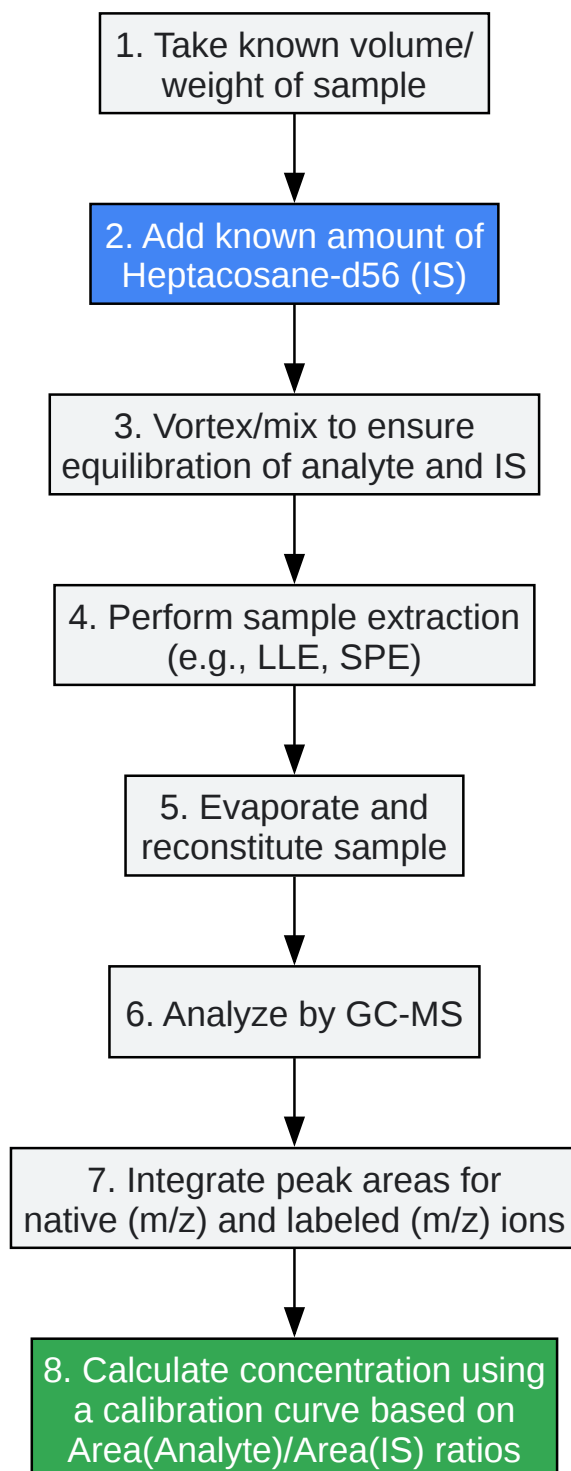 1. Take known volume/
weight of sample
2. Add known amount of
Heptacosane-d56 (IS)
3. Vortex/mix to ensure
equilibration of analyte and IS
4. Perform sample extraction
(e.g., LLE, SPE)
5. Evaporate and
reconstitute sample
6. Analyze by GC-MS
7. Integrate peak areas for
native (m/z) and labeled (m/z) ions
8. Calculate concentration using
a calibration curve based on
Area(Analyte)/Area(IS) ratios